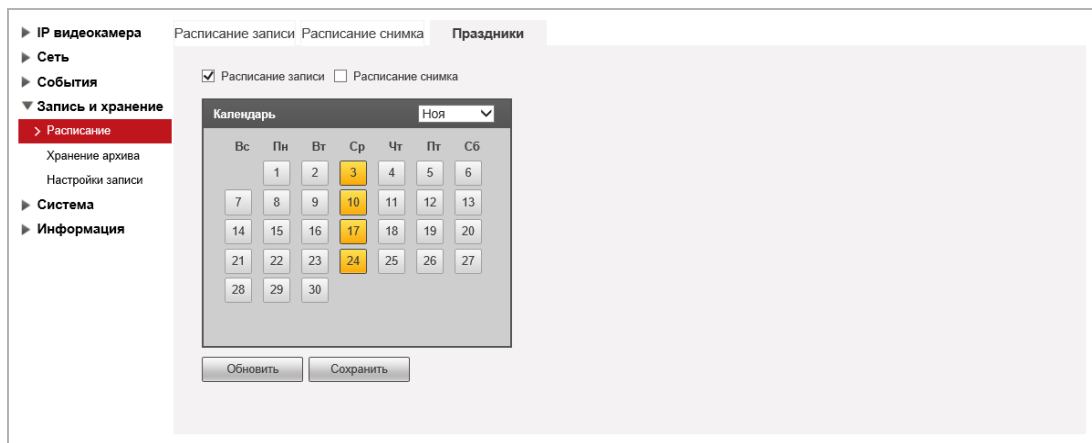 IP видеокамера
Сеть
События
Запись и хранение
Расписание
Хранение архива
Настройки записи
Система
Информация
Расписание записи Расписание снимка Праздники
Расписание записи Расписание снимка
Календарь Ноя
Вс Пн Вт Ср Чт Пт Сб
1 2 3 4 5 6
7 8 9 10 11 12 13
14 15 16 17 18 19 20
21 22 23 24 25 26 27
28 29 30
Обновить Сохранить